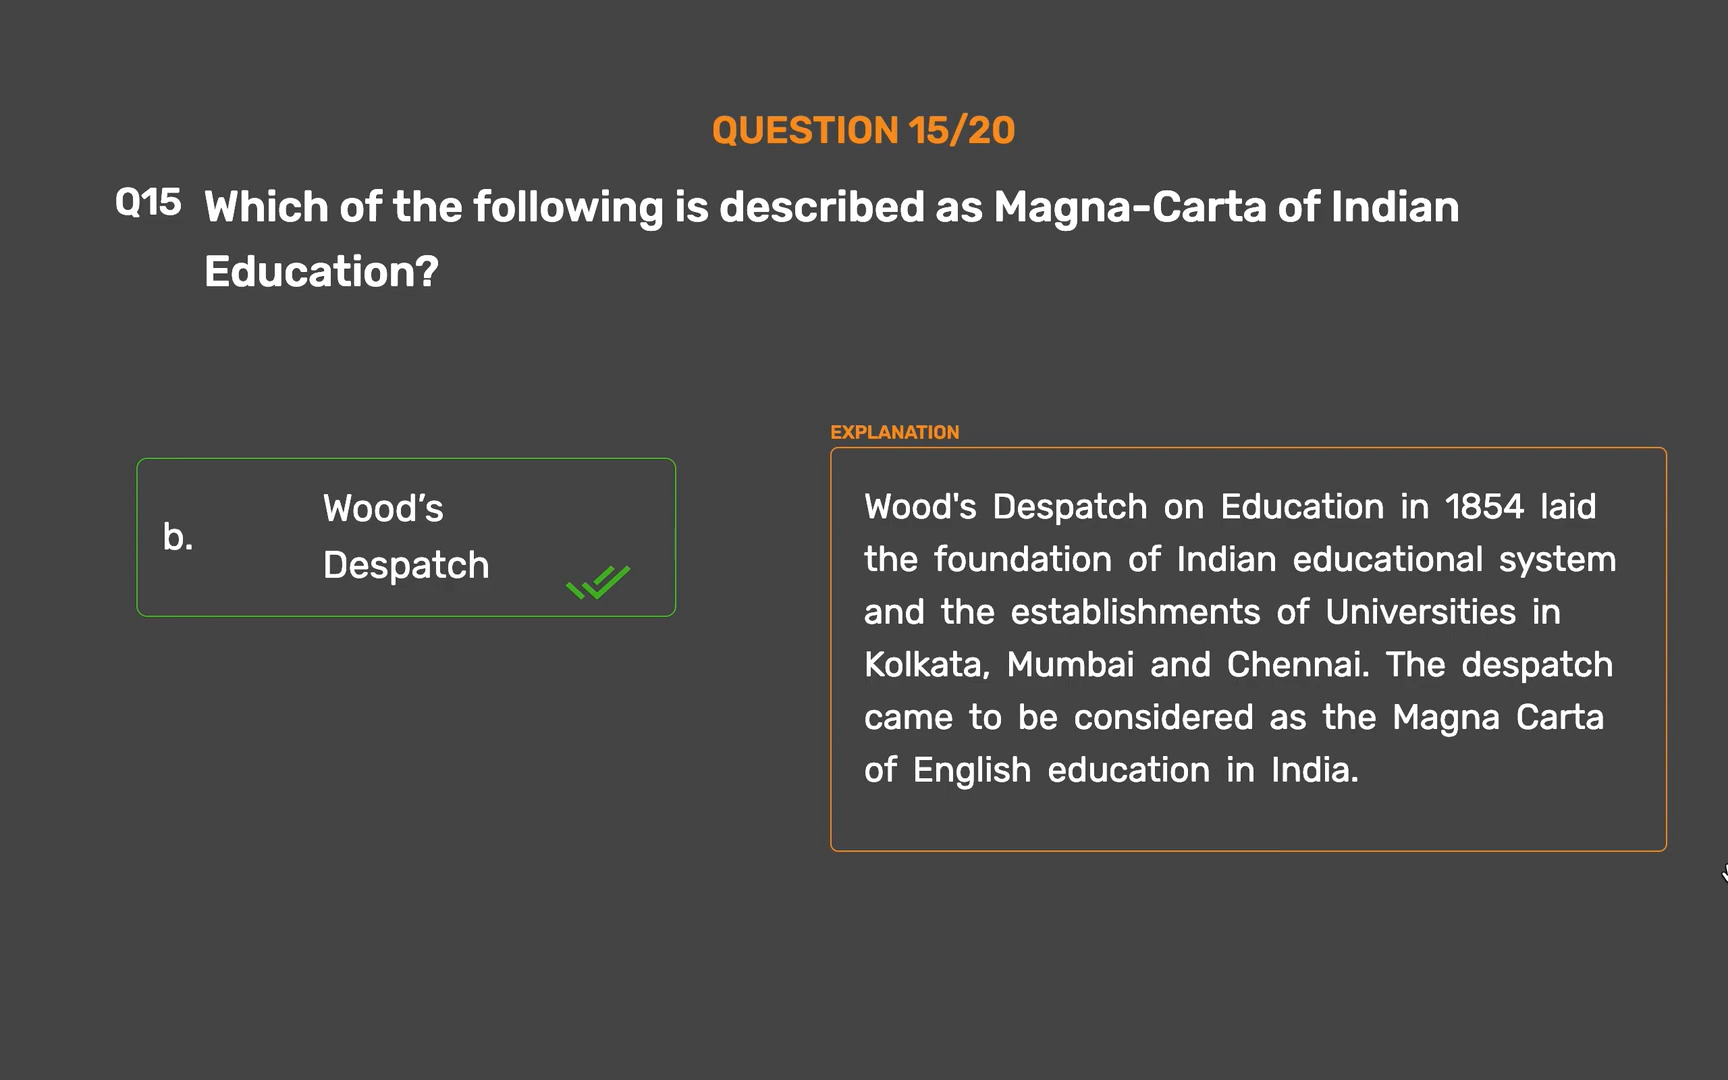 QUESTION 15/20
Q15 Which of the following is described as Magna-Carta of Indian
Education?
b. Wood’s
Despatch
EXPLANATION
Wood's Despatch on Education in 1854 laid
the foundation of Indian educational system
and the establishments of Universities in
Kolkata, Mumbai and Chennai. The despatch
came to be considered as the Magna Carta
of English education in India.